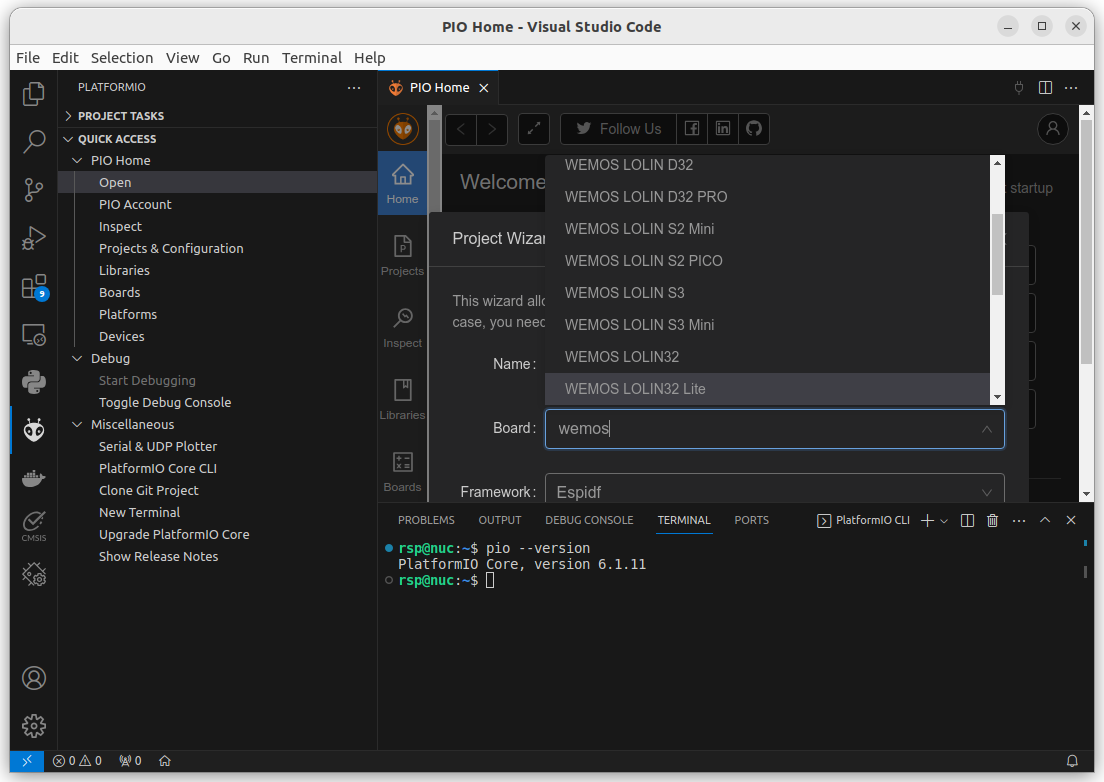 PIO Home - Visual Studio Code
File Edit Selection View Go Run Terminal Help
PLATFORMIO
PROJECT TASKS
QUICK ACCESS
PIO Home
Open
PIO Account
Inspect
Projects & Configuration
Libraries
Boards
Platforms
Devices
Debug
Start Debugging
Toggle Debug Console
Miscellaneous
Serial & UDP Plotter
PlatformIO Core CLI
Clone Git Project
New Terminal
Upgrade PlatformIO Core
Show Release Notes
9
CMSIS
PIO Home
Follow Us
Home
Projects
Inspect
Libraries
Boards
Welcome
t startup
Project Wizar
This wizard allo
case, you need
Name:
WEMOS LOLIN D32
WEMOS LOLIN D32 PRO
WEMOS LOLIN S2 Mini
WEMOS LOLIN S2 PICO
WEMOS LOLIN S3
WEMOS LOLIN S3 Mini
WEMOS LOLIN32
WEMOS LOLIN32 Lite
Board: wemos
Framework: Espidf
PROBLEMS OUTPUT DEBUG CONSOLE TERMINAL PORTS PlatformIO CLI
rsp@nuc:~$ pio --version
PlatformIO Core, version 6.1.11
rsp@nuc:~$
0 0 0